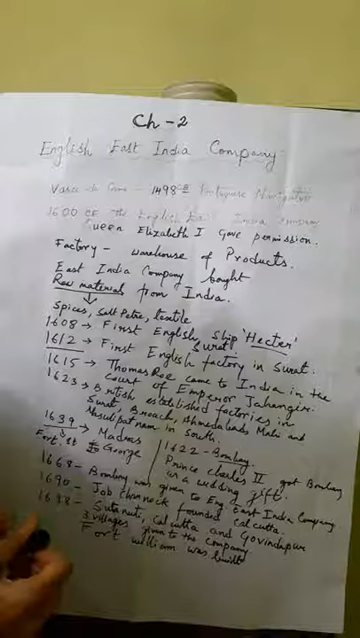 Ch - 2
English East India Company
Vasco de Gama - 1498 CE Portuguese Navigator
1600 CE the English East India Company
Queen Elizabeth I Gave permission.
Factory - warehouse of Products.
East India Company bought
Raw materials from India.
Spices, Salt Petre, textile
1608 → First English Ship 'Hecter'
Surat
1612 → First English factory in Surat.
1615 → Thomas Roe came to India in the
Court of Emperor Jahangir.
1623 → British established factories in
Surat, Broach, Ahmedabad and
Masulipatnam in South.
1639 → Madras
Fort, St George
1622 - Bombay.
Prince Charles II got Bombay
in a wedding gift.
1668 - Bombay was given to Eng. East India Company
1690 - Job Charnock founded Calcutta.
1698 - Sutanuti, Calcutta and Govindapur
3 villages given to the Company.
Fort William was built